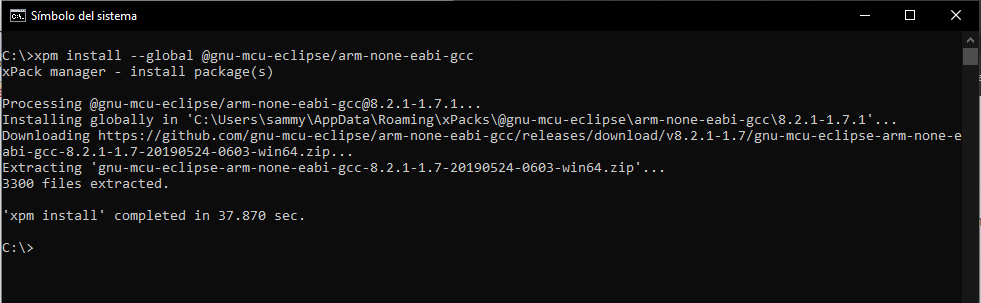 Símbolo del sistema
C:\>xpm install --global @gnu-mcu-eclipse/arm-none-eabi-gcc
xPack manager - install package(s)
Processing @gnu-mcu-eclipse/arm-none-eabi-gcc@8.2.1-1.7.1...
Installing globally in 'C:\Users\sammy\AppData\Roaming\xPacks\@gnu-mcu-eclipse\arm-none-eabi-gcc\8.2.1-1.7.1'...
Downloading https://github.com/gnu-mcu-eclipse/arm-none-eabi-gcc/releases/download/v8.2.1-1.7/gnu-mcu-eclipse-arm-none-e
abi-gcc-8.2.1-1.7-20190524-0603-win64.zip...
Extracting 'gnu-mcu-eclipse-arm-none-eabi-gcc-8.2.1-1.7-20190524-0603-win64.zip'...
3300 files extracted.
'xpm install' completed in 37.870 sec.
C:\>